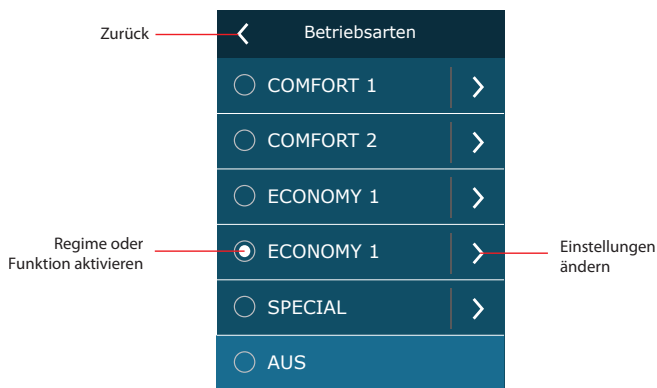 Zurück
Betriebsarten
COMFORT 1
COMFORT 2
ECONOMY 1
Regime oder
Funktion aktivieren
ECONOMY 1
Einstellungen
ändern
SPECIAL
AUS